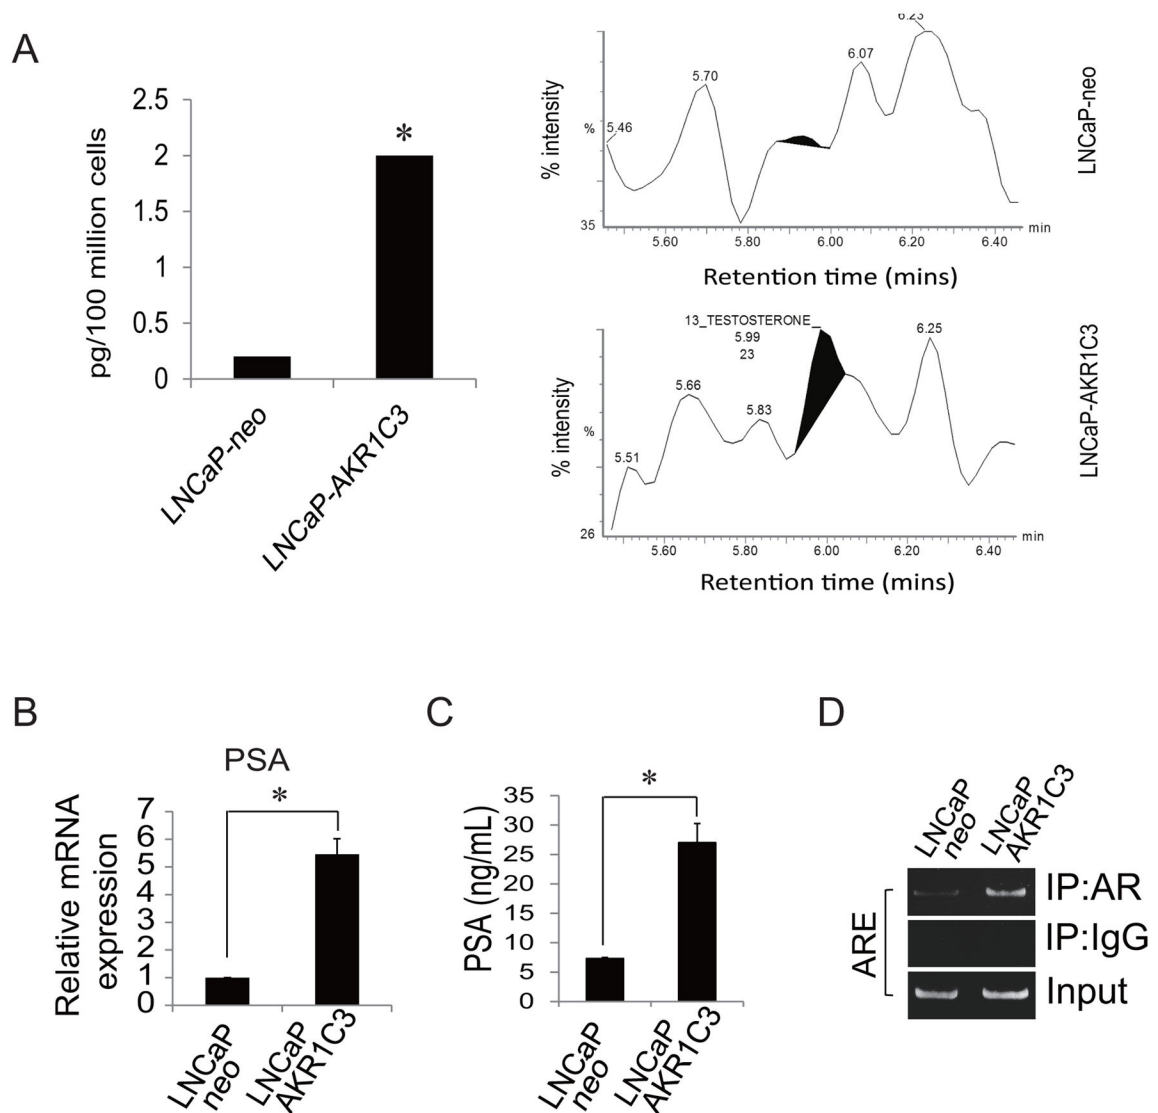 A
2.5
2
1.5
1
0.5
0
*
pg/100 million cells
LNCaP-neo
LNCaP-AKR1C3
% intensity
%
35
5.46
5.70
6.07
6.23
5.60
5.80
6.00
6.20
6.40
min
Retention time (mins)
LNCaP-neo
13_TESTOSTERONE_
5.99
23
% intensity
%
26
5.51
5.66
5.83
6.25
5.60
5.80
6.00
6.20
6.40
min
Retention time (mins)
LNCaP-AKR1C3
B
PSA
*
Relative mRNA
expression
7
6
5
4
3
2
1
0
LNCaP
neo
LNCaP
AKR1C3
C
*
PSA (ng/mL)
35
30
25
20
15
10
5
0
LNCaP
neo
LNCaP
AKR1C3
D
LNCaP
neo
LNCaP
AKR1C3
ARE
IP:AR
IP:IgG
Input